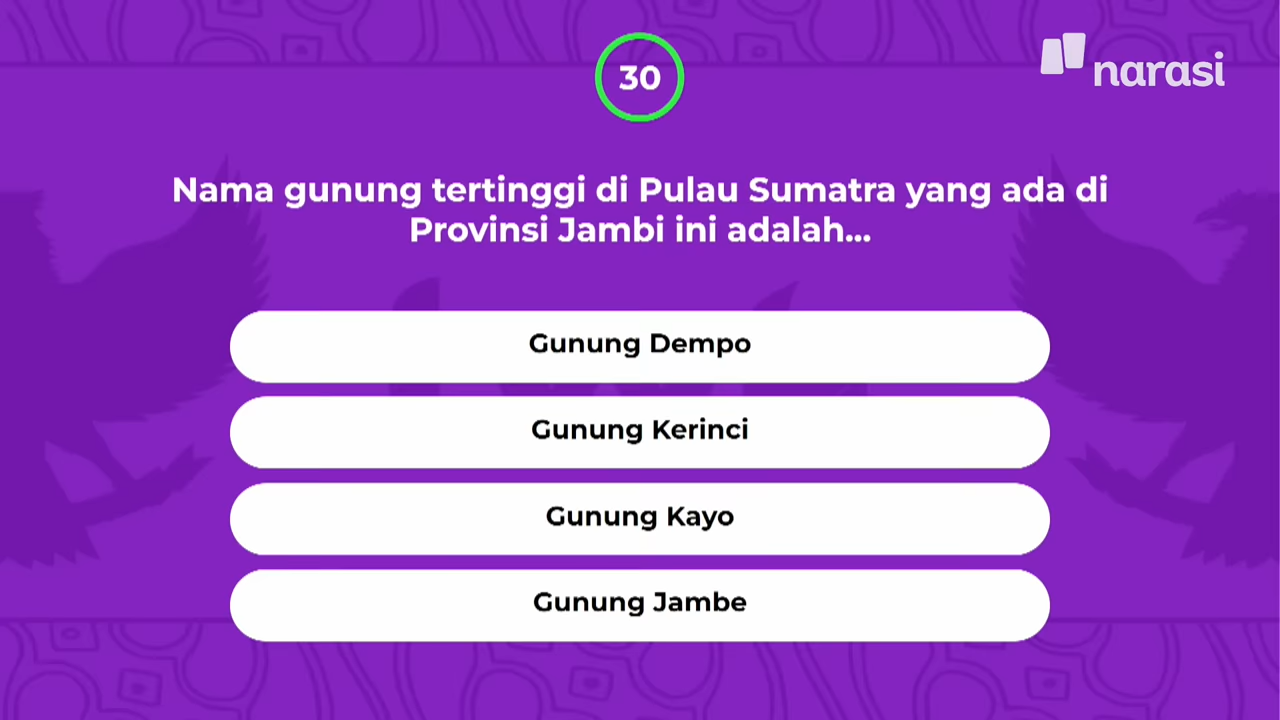 30
narasi
Nama gunung tertinggi di Pulau Sumatra yang ada di
Provinsi Jambi ini adalah...
Gunung Dempo
Gunung Kerinci
Gunung Kayo
Gunung Jambe